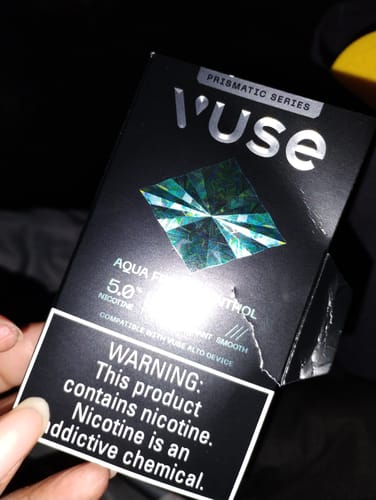 PRISMATIC SERIES
VUSE
AQUA
5.0%
NICOTINE SMOOTH
COMPATIBLE WITH VUSE ALTO DEVICE
WARNING:
This product
contains nicotine.
Nicotine is an
addictive chemical.